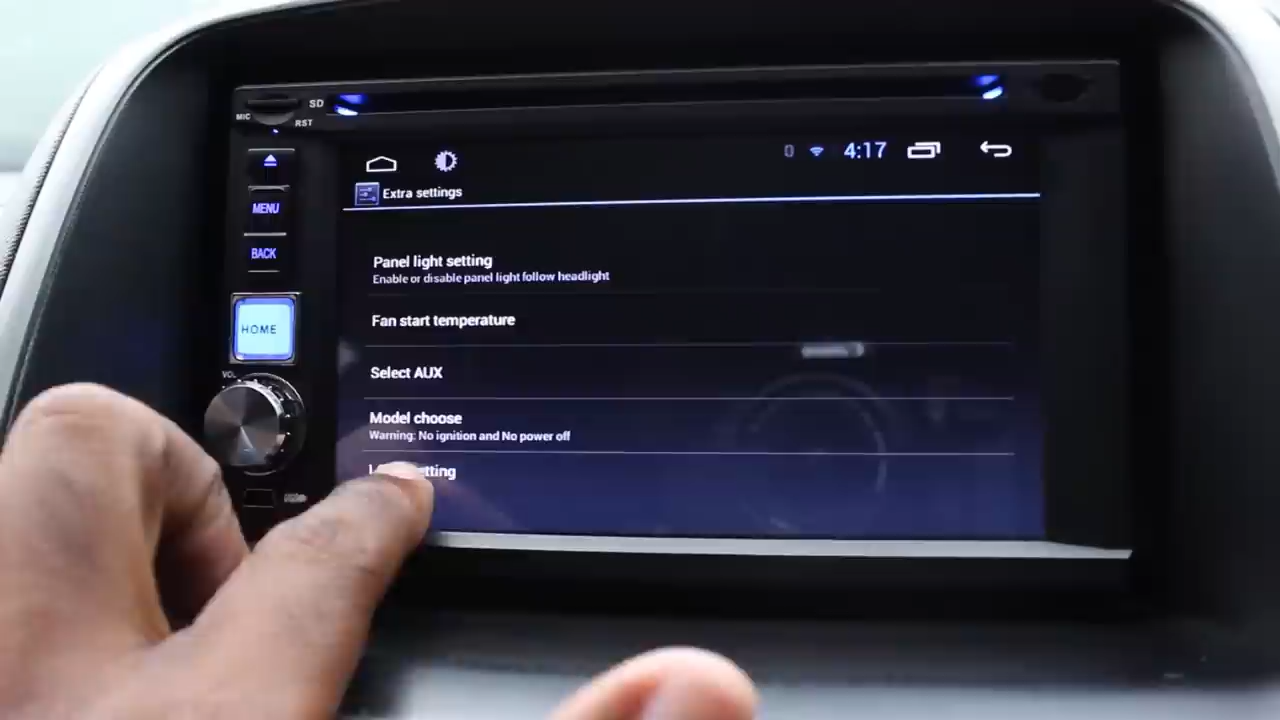 MIC
SD
RST
4:17
Extra settings
MENU
BACK
HOME
VOL
Panel light setting
Enable or disable panel light follow headlight
Fan start temperature
Select AUX
Model choose
Warning: No ignition and No power off